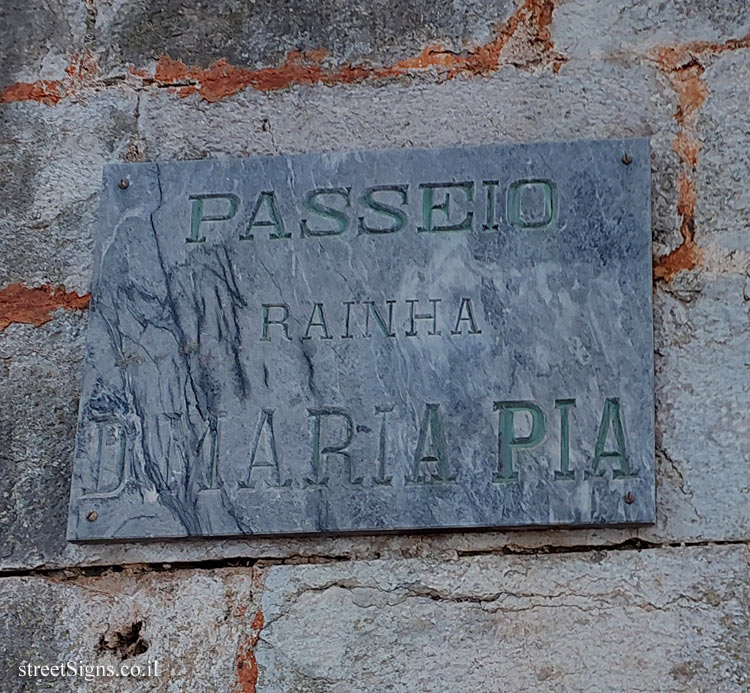 PASSEIO
RAINHA
D. MARIA PIA
streetSigns.co.il